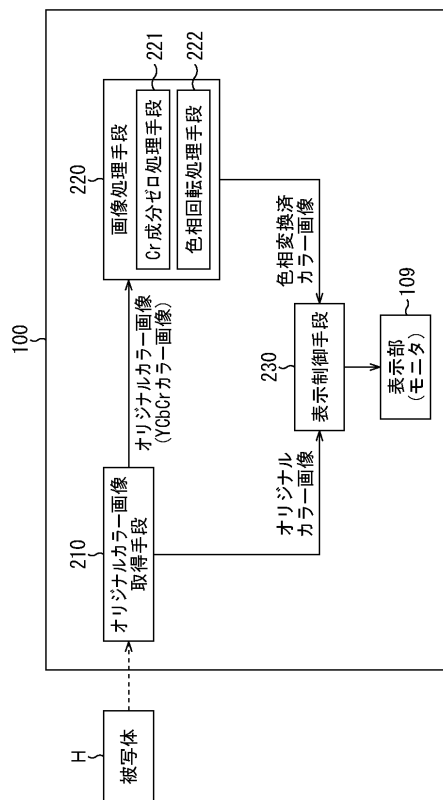 100
H
被写体
210
オリジナルカラー画像
取得手段
オリジナルカラー画像
(YCbCrカラー画像)
220
画像処理手段
Cr成分ゼロ処理手段
221
色相回転処理手段
222
オリジナル
カラー画像
色相変換済
カラー画像
230
表示制御手段
109
表示部
(モニタ)